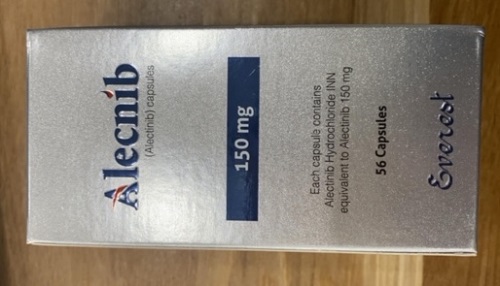 Alecnib
(Alectinib) capsules
150 mg
Each capsule contains
Alectinib Hydrochloride INN
equivalent to Alectinib 150 mg
56 Capsules
Everest